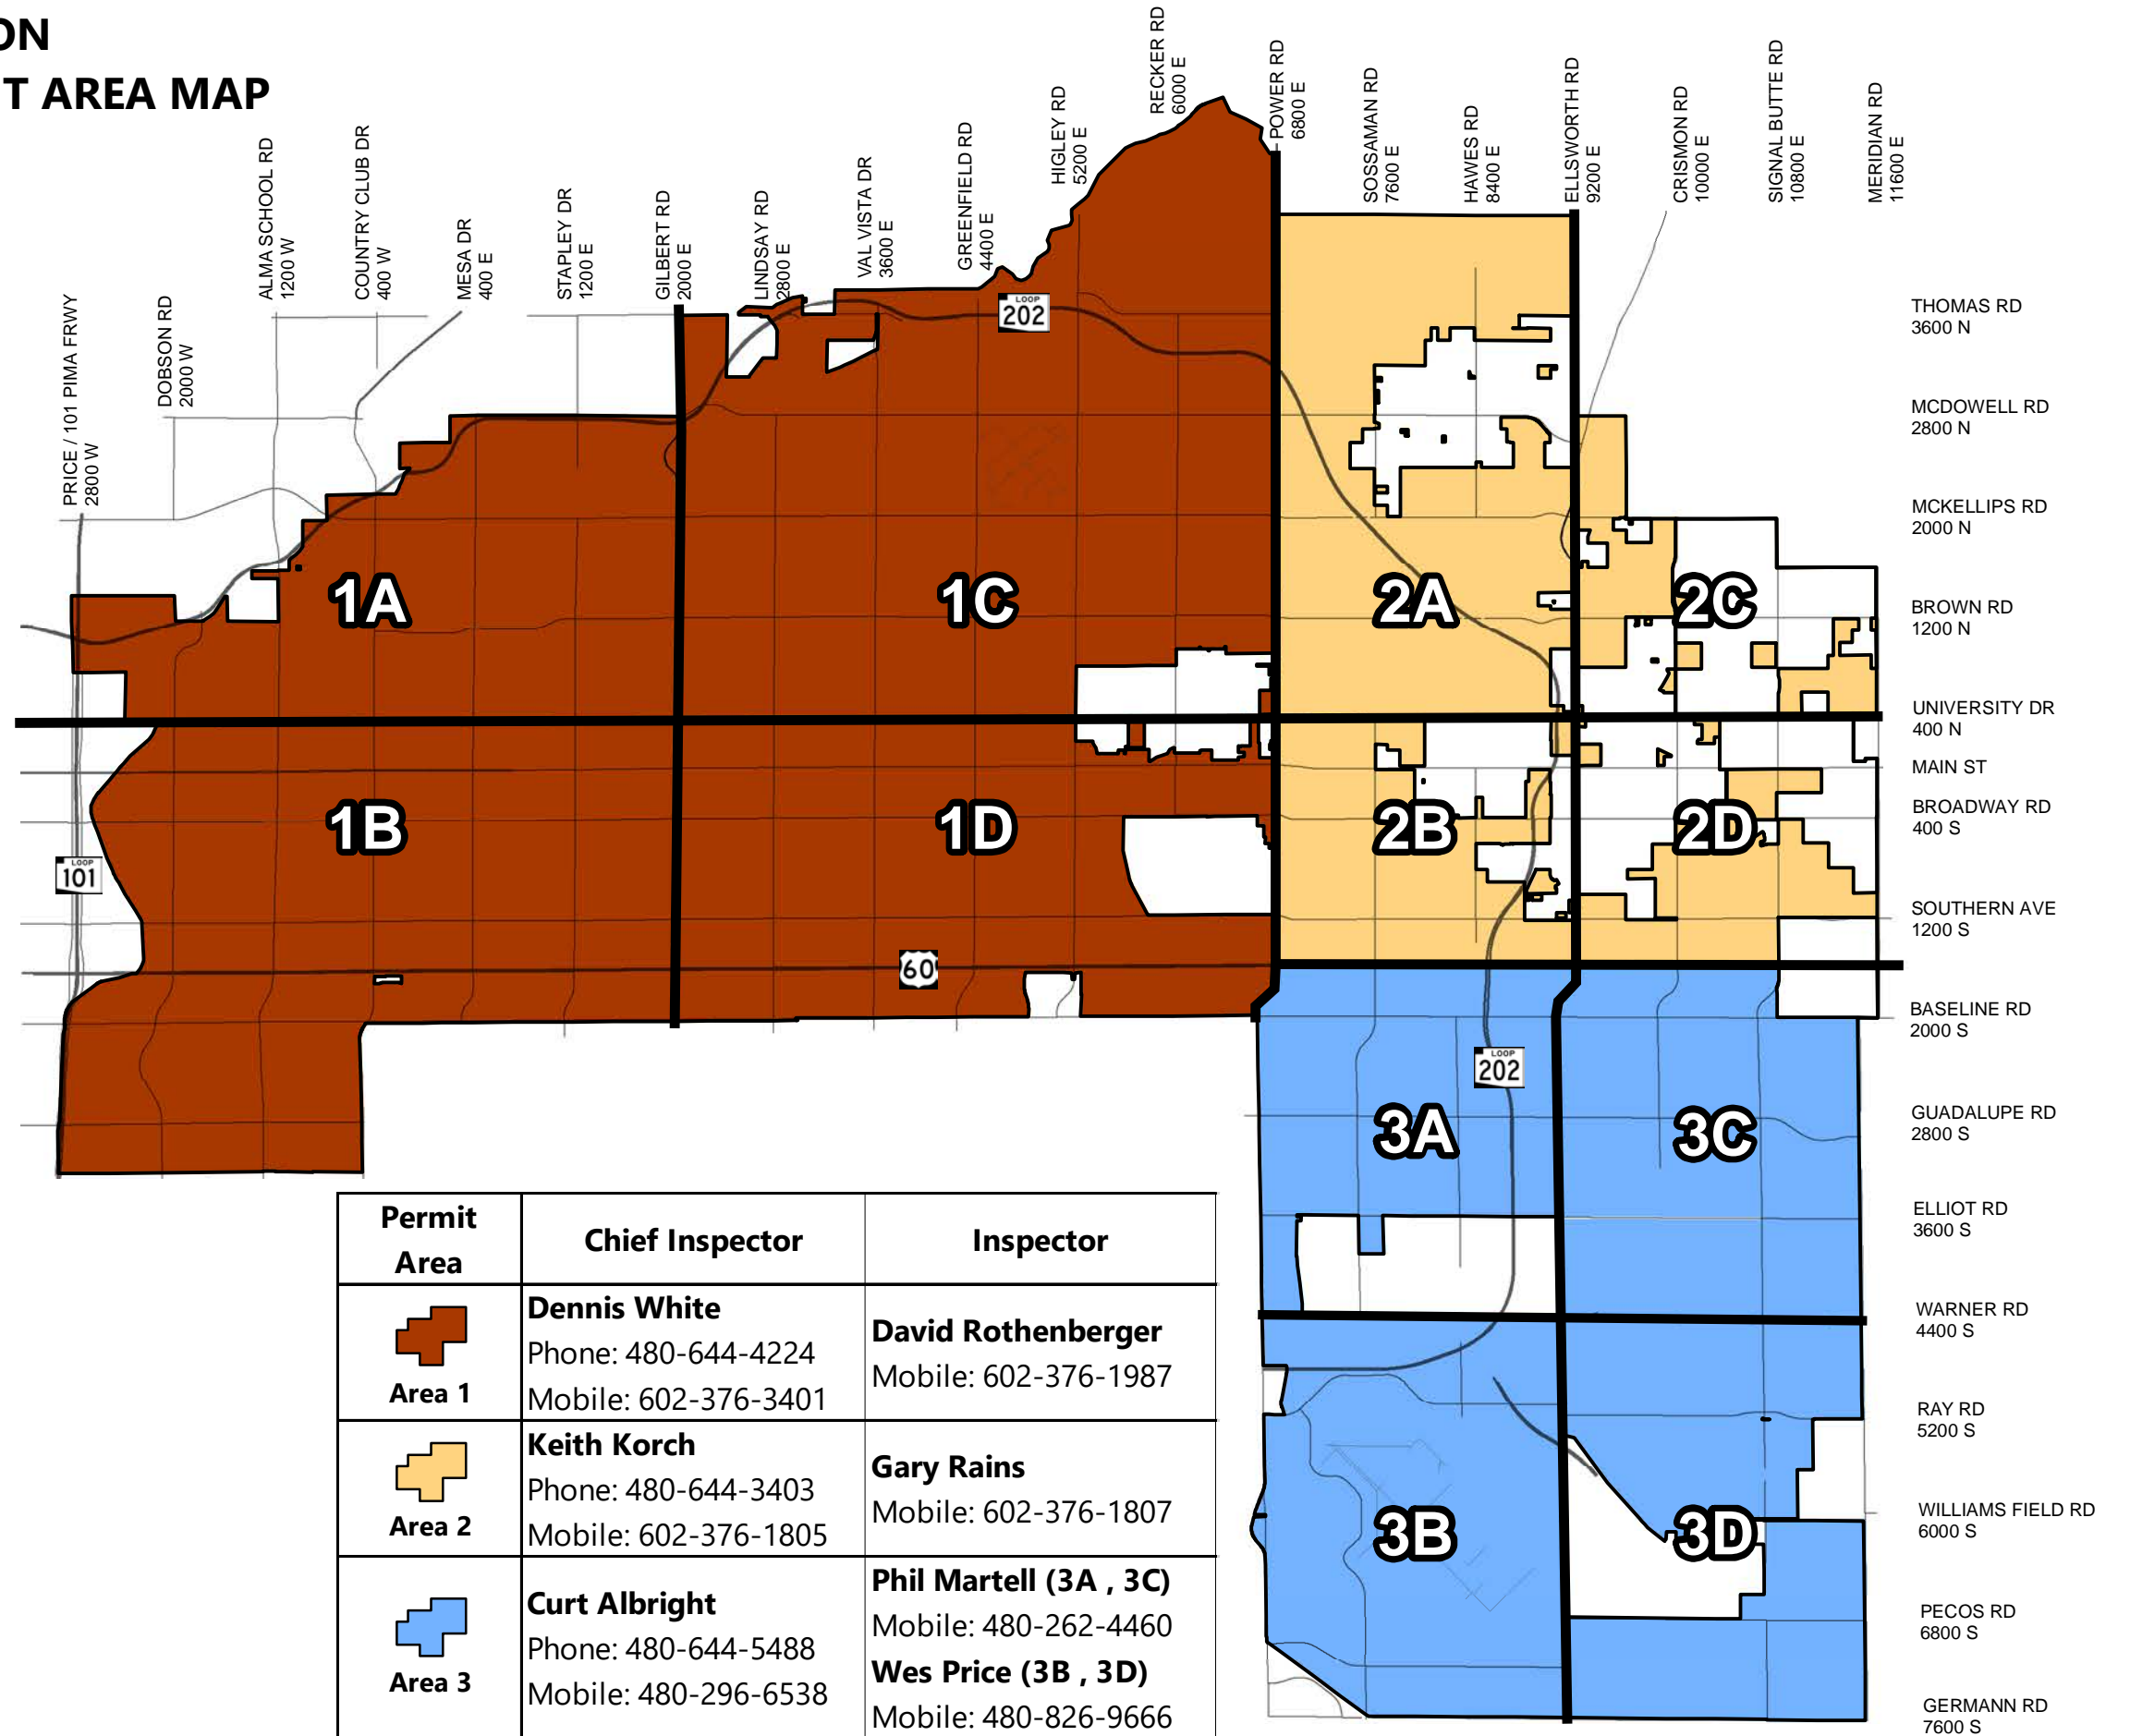 ON
T AREA MAP
PRICE / 101 PIMA FRWY
2800 W
DOBSON RD
2000 W
ALMA SCHOOL RD
1200 W
COUNTRY CLUB DR
400 W
MESA DR
400 E
STAPLEY DR
1200 E
GILBERT RD
2000 E
LINDSAY RD
2800 E
VAL VISTA DR
3600 E
GREENFIELD RD
4400 E
HIGLEY RD
5200 E
RECKER RD
6000 E
POWER RD
6800 E
SOSSAMAN RD
7600 E
HAWES RD
8400 E
ELLSWORTH RD
9200 E
CRISMON RD
10000 E
SIGNAL BUTTE RD
10800 E
MERIDIAN RD
11600 E
THOMAS RD
3600 N
MCDOWELL RD
2800 N
MCKELLIPS RD
2000 N
BROWN RD
1200 N
UNIVERSITY DR
400 N
MAIN ST
BROADWAY RD
400 S
SOUTHERN AVE
1200 S
BASELINE RD
2000 S
GUADALUPE RD
2800 S
ELLIOT RD
3600 S
WARNER RD
4400 S
RAY RD
5200 S
WILLIAMS FIELD RD
6000 S
PECOS RD
6800 S
GERMANN RD
7600 S
LOOP
202
1A
1C
2A
2C
1B
1D
2B
2D
LOOP
101
60
LOOP
202
3A
3C
3B
3D
Permit
Area
Chief Inspector
Inspector
Area 1
Dennis White
Phone: 480-644-4224
Mobile: 602-376-3401
David Rothenberger
Mobile: 602-376-1987
Area 2
Keith Korch
Phone: 480-644-3403
Mobile: 602-376-1805
Gary Rains
Mobile: 602-376-1807
Area 3
Curt Albright
Phone: 480-644-5488
Mobile: 480-296-6538
Phil Martell (3A , 3C)
Mobile: 480-262-4460
Wes Price (3B , 3D)
Mobile: 480-826-9666